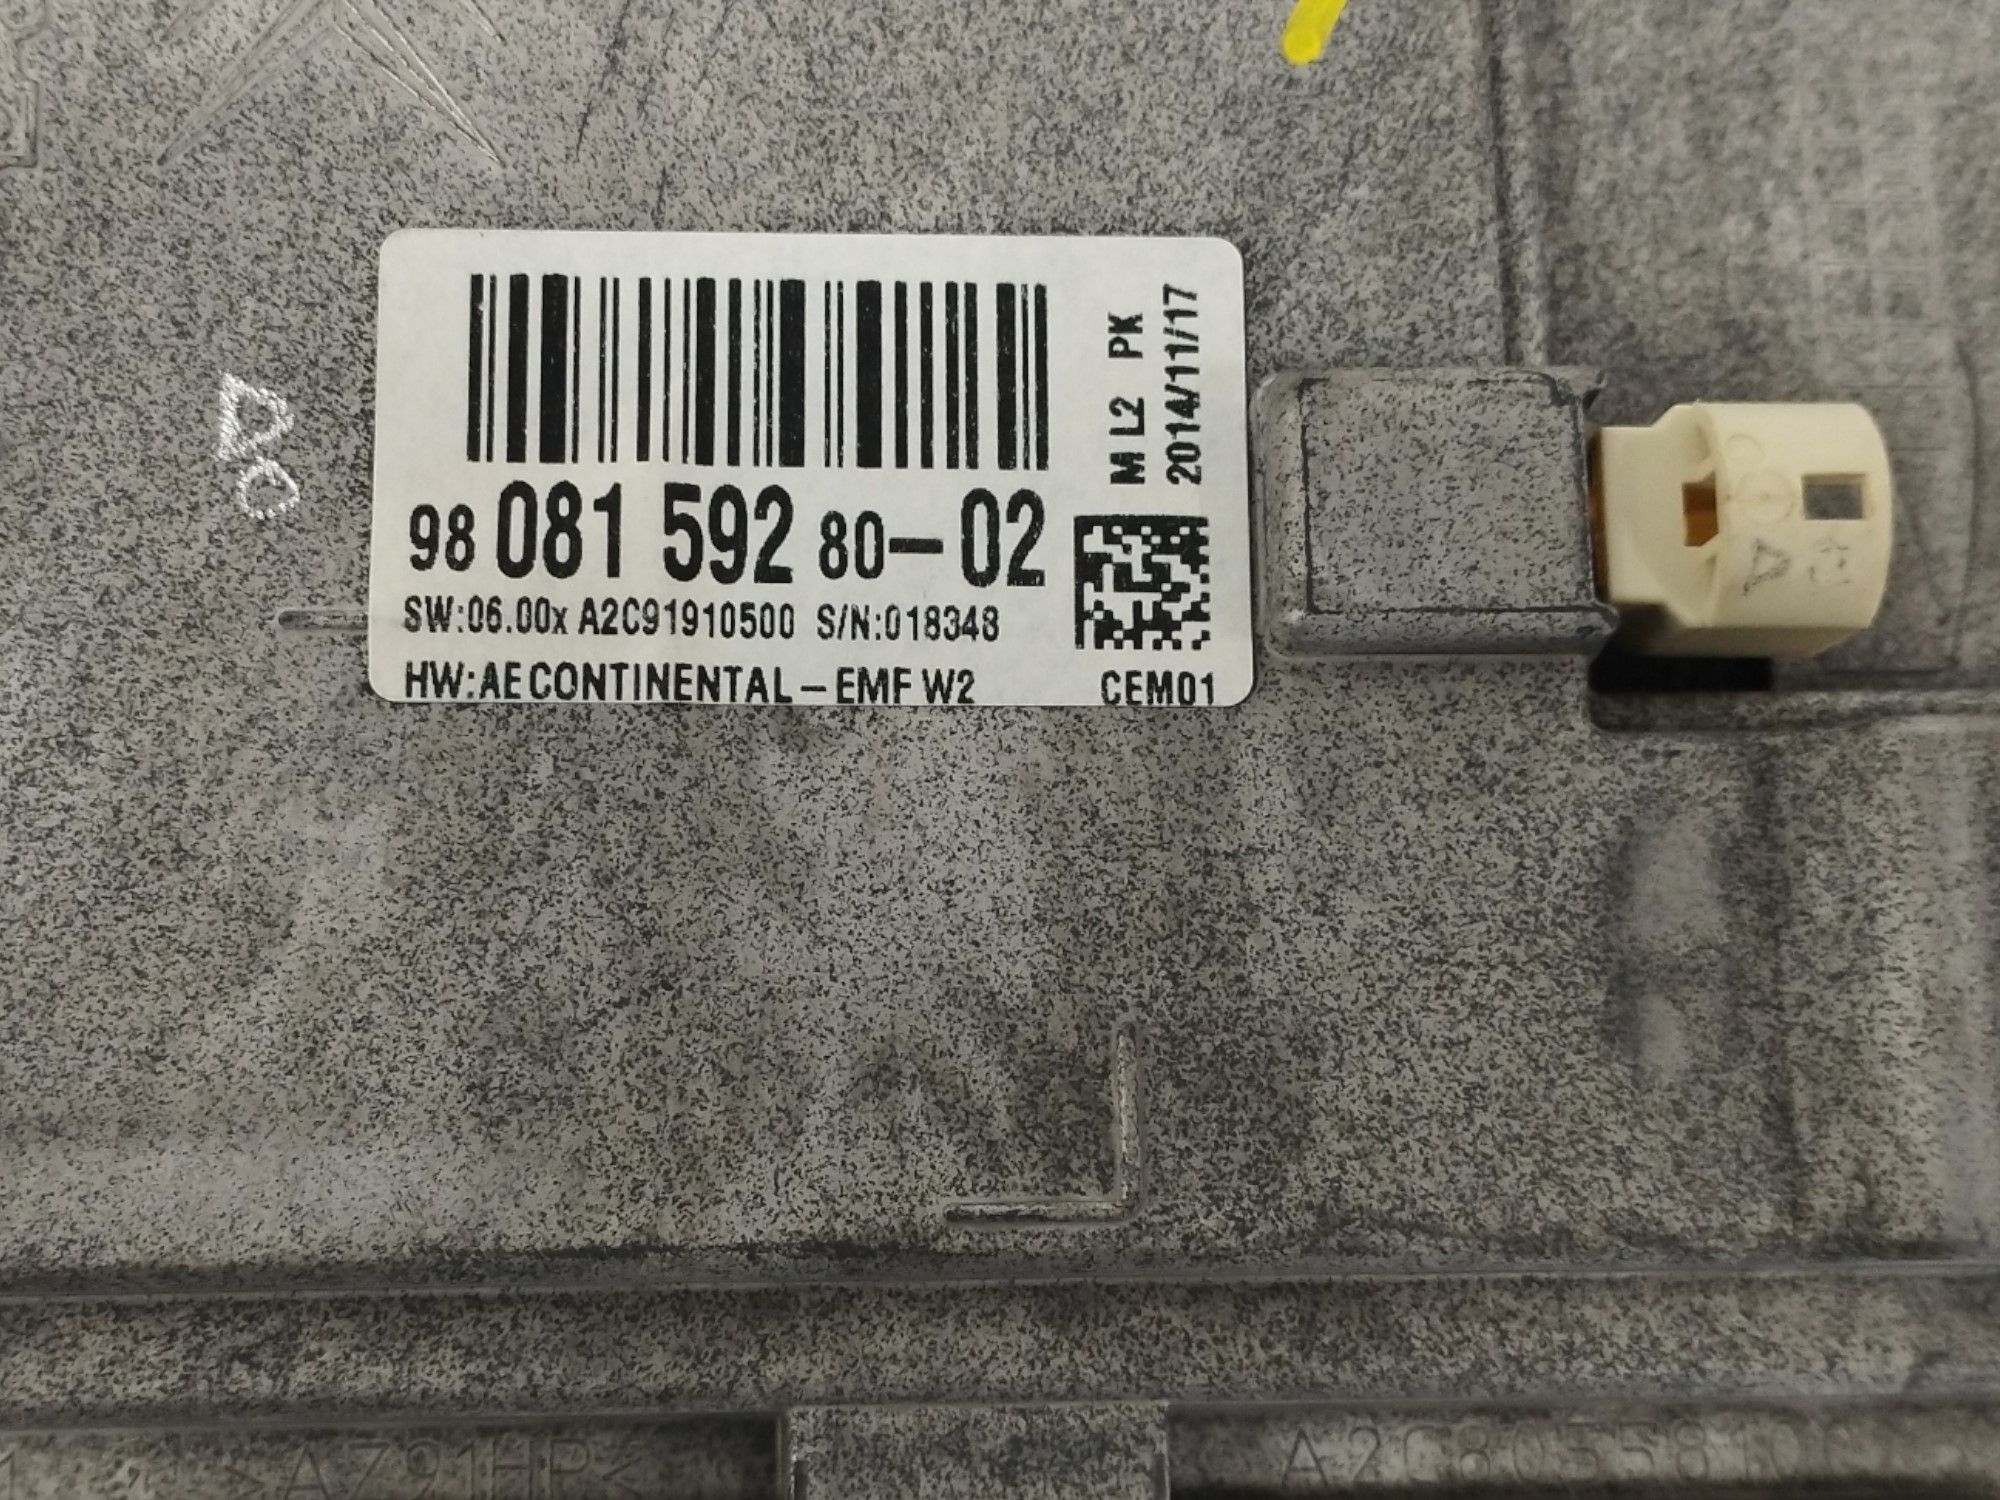 M L2 PK
2014/11/17
98 081 592 80-02
SW:06.00x A2C91910500 S/N:018348
HW:AE CONTINENTAL - EMF W2
CEM01
>A791HP<